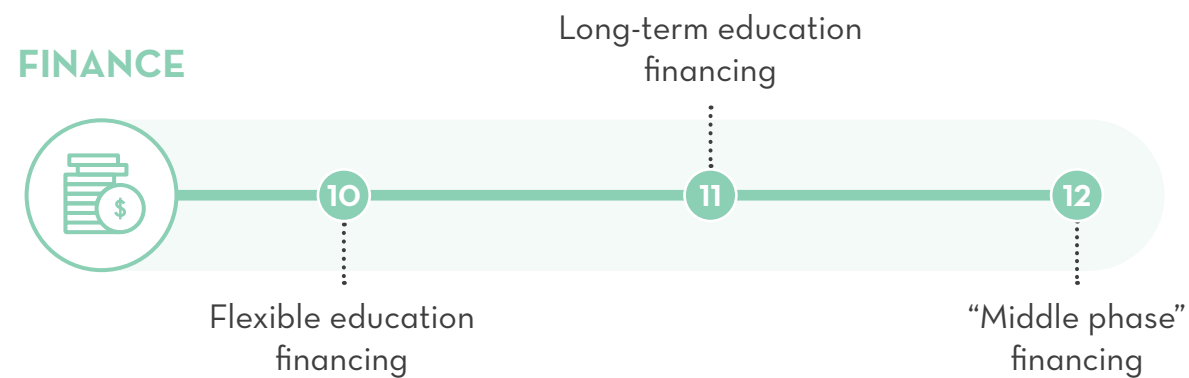 FINANCE
Long-term education
financing
$
10
11
12
Flexible education
financing
“Middle phase”
financing